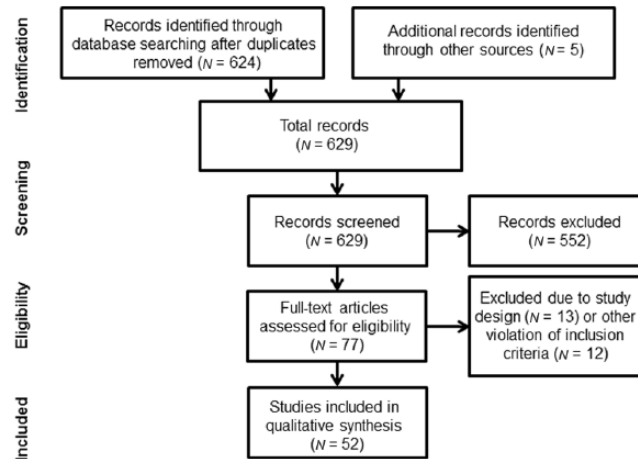 Identification
Records identified through
database searching after duplicates
removed (N = 624)
Additional records identified
through other sources (N = 5)
Total records
(N = 629)
Screening
Records screened
(N = 629)
Records excluded
(N = 552)
Eligibility
Full-text articles
assessed for eligibility
(N = 77)
Excluded due to study
design (N = 13) or other
violation of inclusion
criteria (N = 12)
Included
Studies included in
qualitative synthesis
(N = 52)